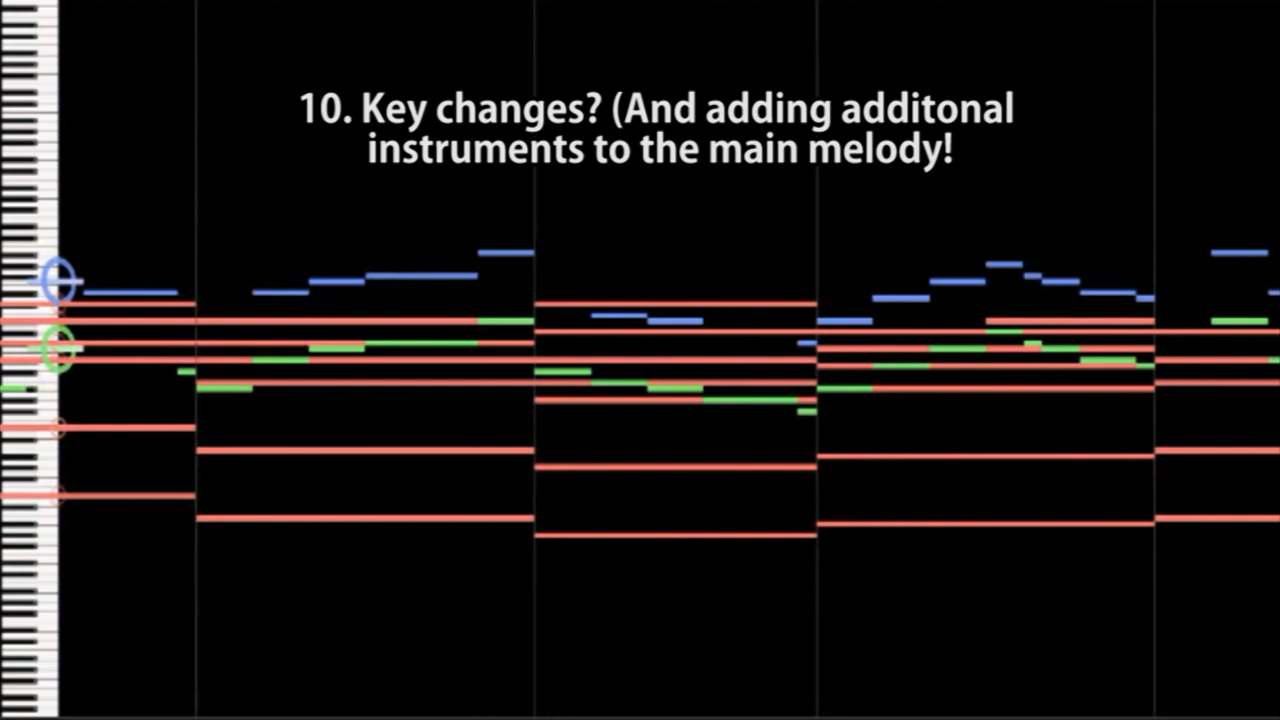 10. Key changes? (And adding additonal
instruments to the main melody!